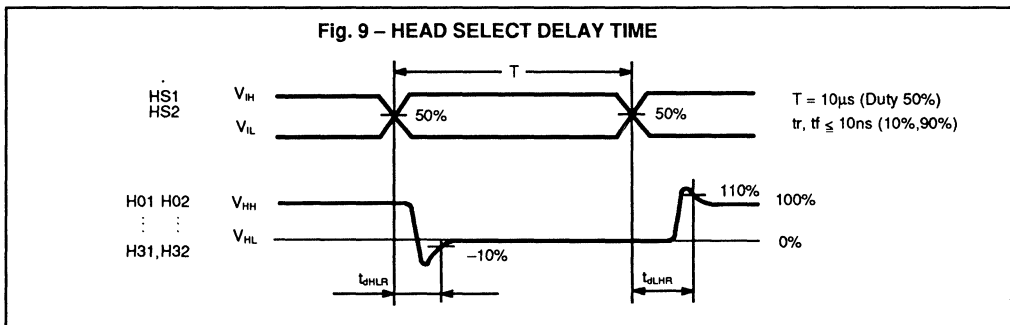 Fig. 9 – HEAD SELECT DELAY TIME
T
HS1
HS2
VIH
VIL
50%
50%
T = 10µs (Duty 50%)
tr, tf ≤ 10ns (10%,90%)
H01 H02
⋮ ⋮
H31, H32
VHH
VHL
110%
100%
0%
–10%
tdHLR
tdLHR